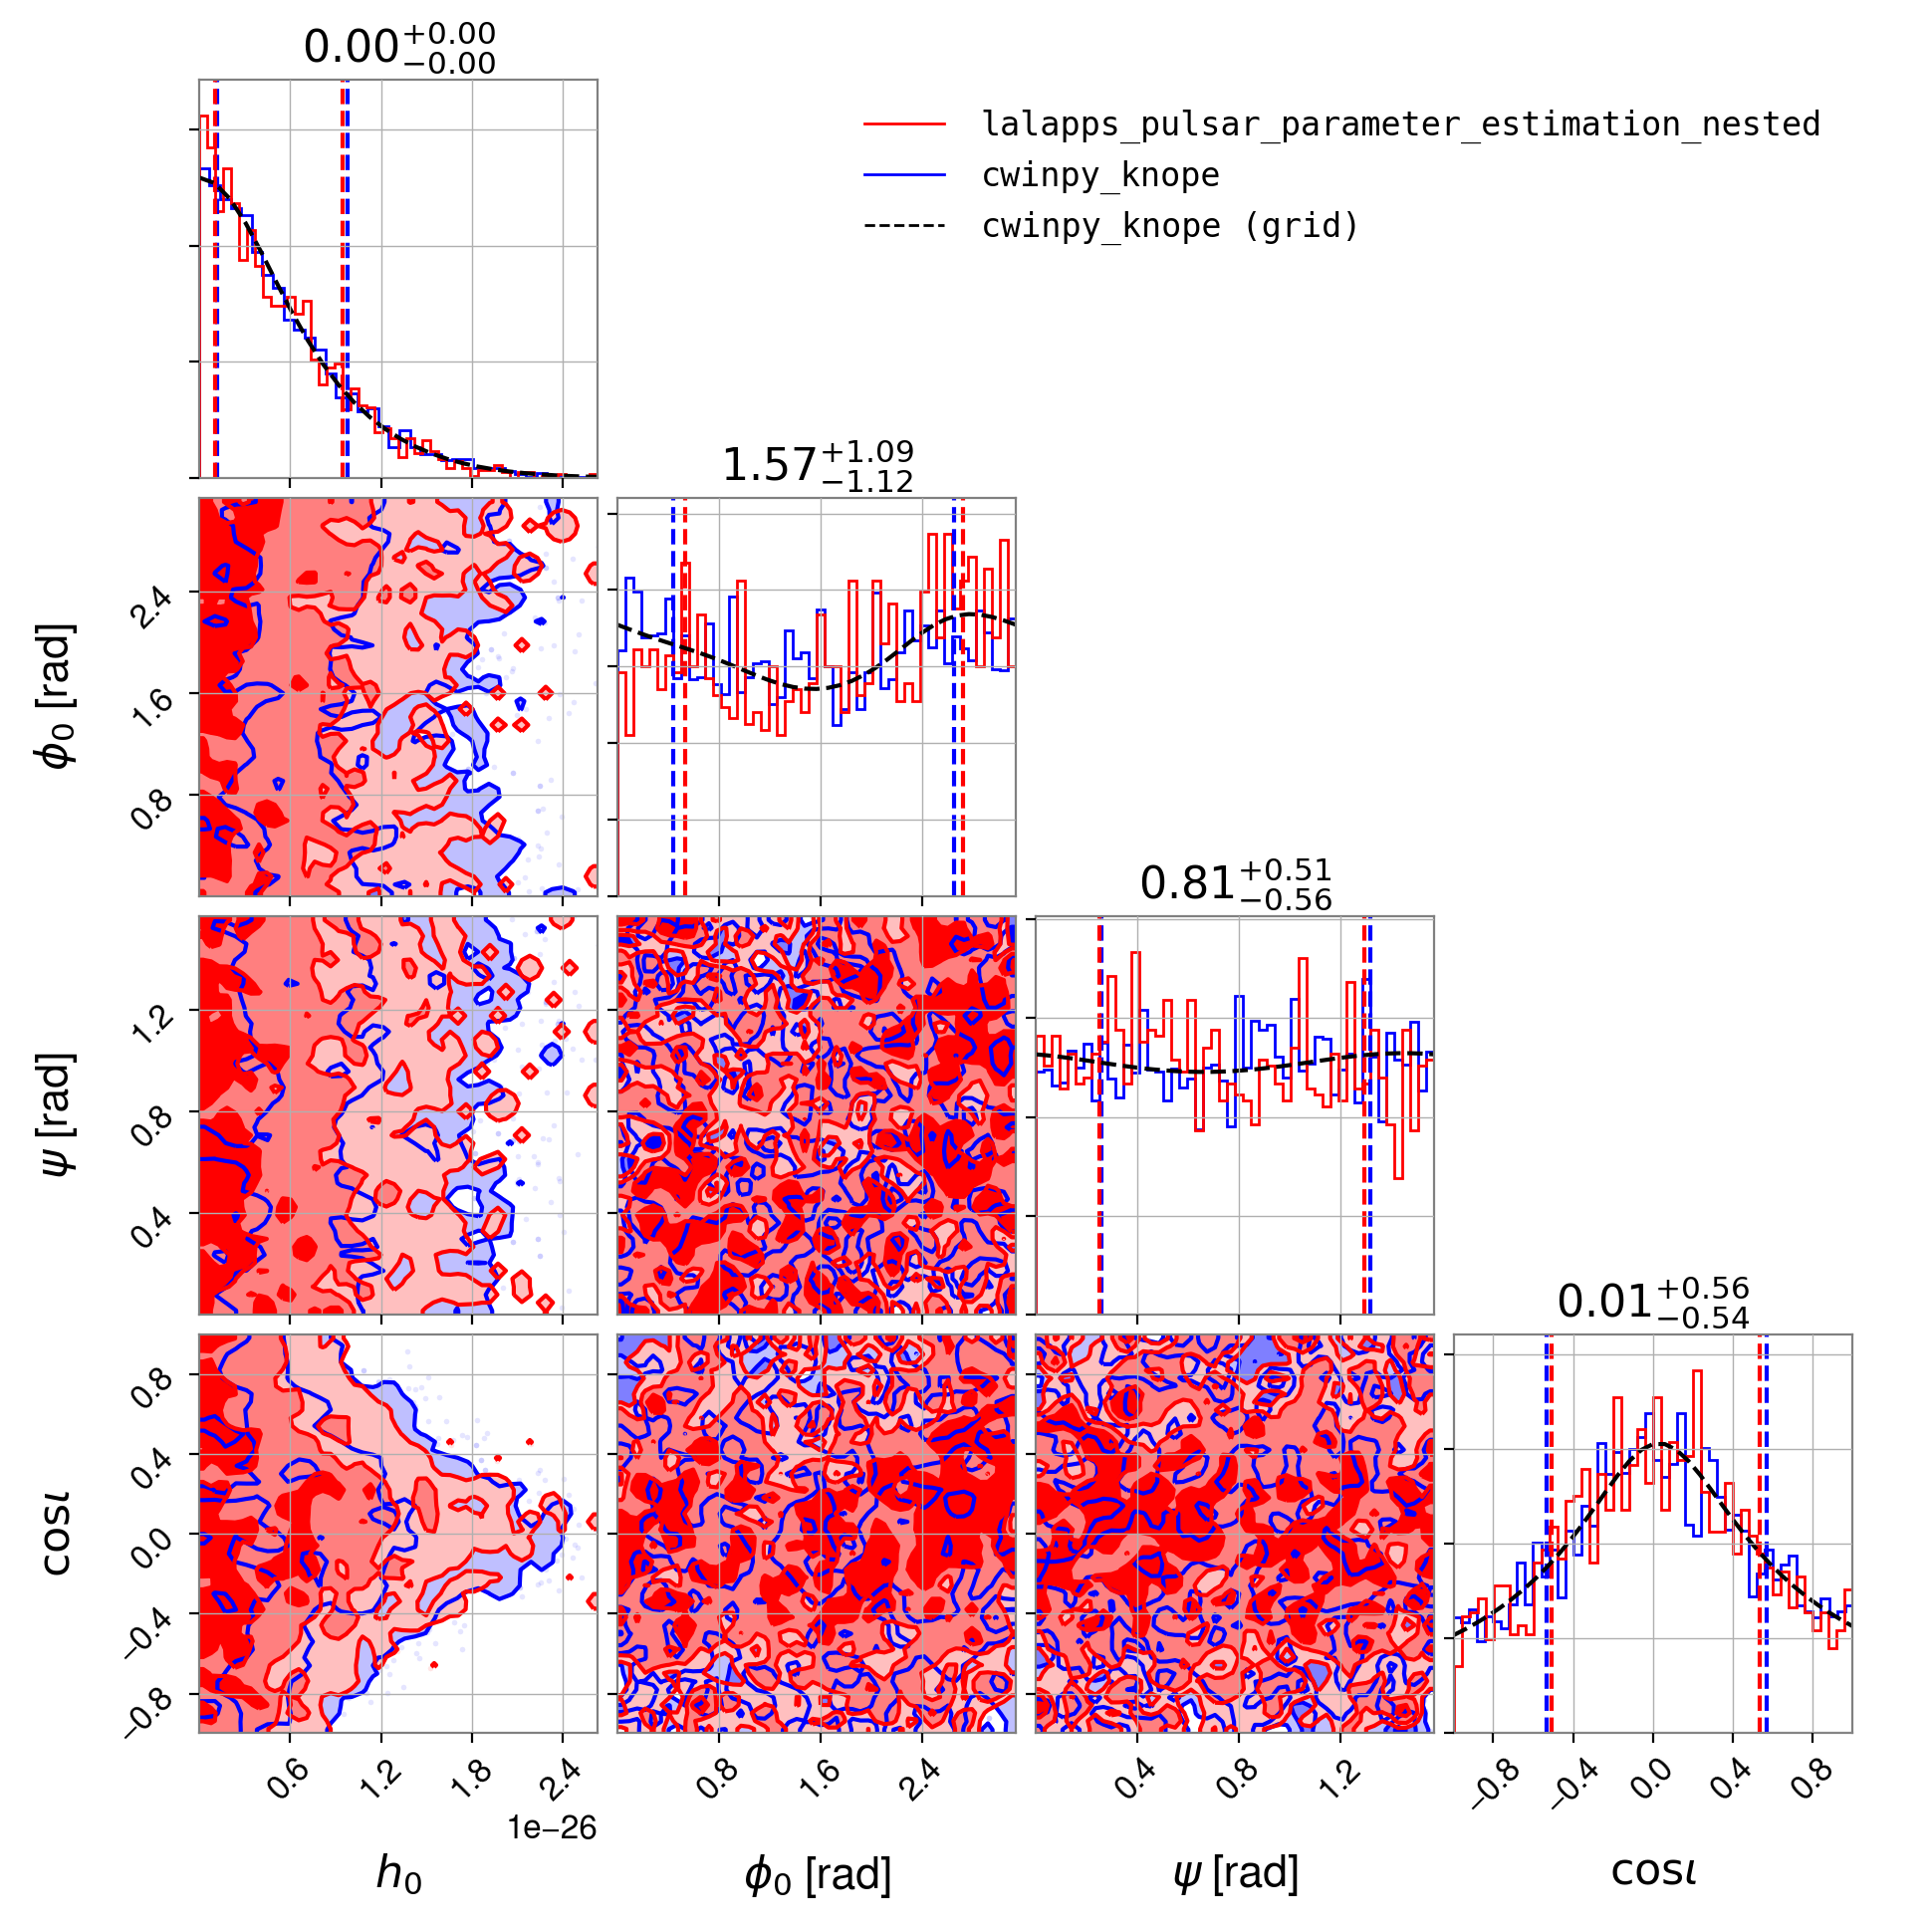 0.00+0.00−0.00
lalapps_pulsar_parameter_estimation_nested
cwinpy_knope
cwinpy_knope (grid)
1.57+1.09−1.12
ϕ0 [rad]
2.4
1.6
0.8
0.81+0.51−0.56
ψ [rad]
1.2
0.8
0.4
0.01+0.56−0.54
cosι
0.8
0.4
0.0
−0.4
−0.8
0.6 1.2 1.8 2.4 0.8 1.6 2.4 0.4 0.8 1.2 −0.8 −0.4 0.0 0.4 0.8
1e−26
h0 ϕ0 [rad] ψ [rad] cosι